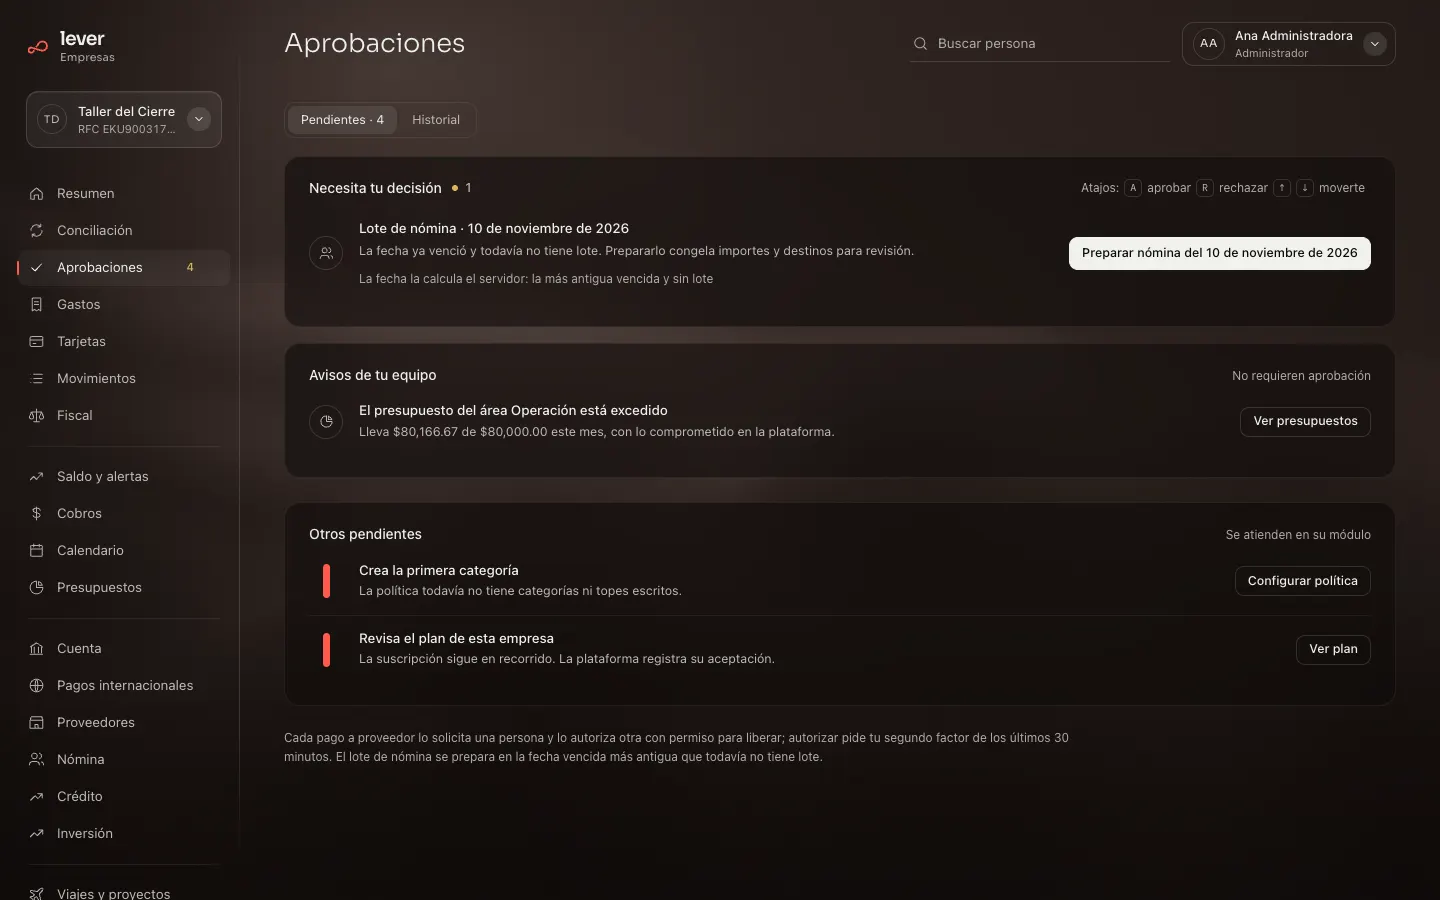 lever
Empresas
TD
Taller del Cierre
RFC EKU900317...
Resumen
Conciliación
Aprobaciones
4
Gastos
Tarjetas
Movimientos
Fiscal
Saldo y alertas
Cobros
Calendario
Presupuestos
Cuenta
Pagos internacionales
Proveedores
Nómina
Crédito
Inversión
Viajes y proyectos
Aprobaciones
Buscar persona
AA
Ana Administradora
Administrador
Pendientes · 4
Historial
Necesita tu decisión
1
Atajos: A aprobar R rechazar ↑ ↓ moverte
Lote de nómina · 10 de noviembre de 2026
La fecha ya venció y todavía no tiene lote. Prepararlo congela importes y destinos para revisión.
La fecha la calcula el servidor: la más antigua vencida y sin lote
Preparar nómina del 10 de noviembre de 2026
Avisos de tu equipo
No requieren aprobación
El presupuesto del área Operación está excedido
Lleva $80,166.67 de $80,000.00 este mes, con lo comprometido en la plataforma.
Ver presupuestos
Otros pendientes
Se atienden en su módulo
Crea la primera categoría
La política todavía no tiene categorías ni topes escritos.
Configurar política
Revisa el plan de esta empresa
La suscripción sigue en recorrido. La plataforma registra su aceptación.
Ver plan
Cada pago a proveedor lo solicita una persona y lo autoriza otra con permiso para liberar; autorizar pide tu segundo factor de los últimos 30
minutos. El lote de nómina se prepara en la fecha vencida más antigua que todavía no tiene lote.